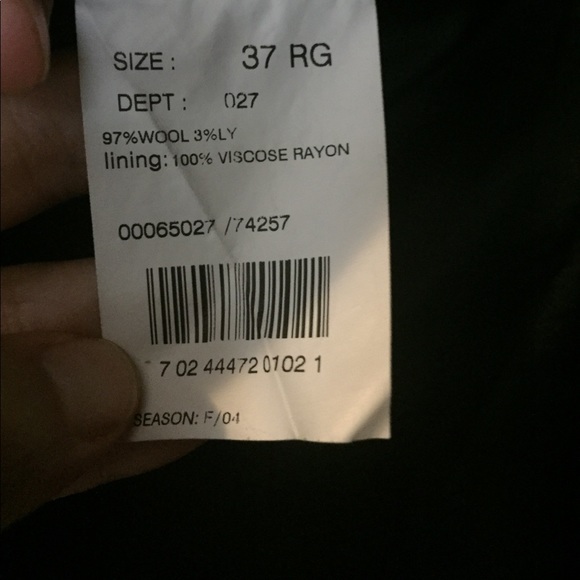 SIZE : 37 RG
DEPT : 027
97%WOOL 3%LY
lining: 100% VISCOSE RAYON
00065027 /74257
7 02 44472 0102 1
SEASON: F/04